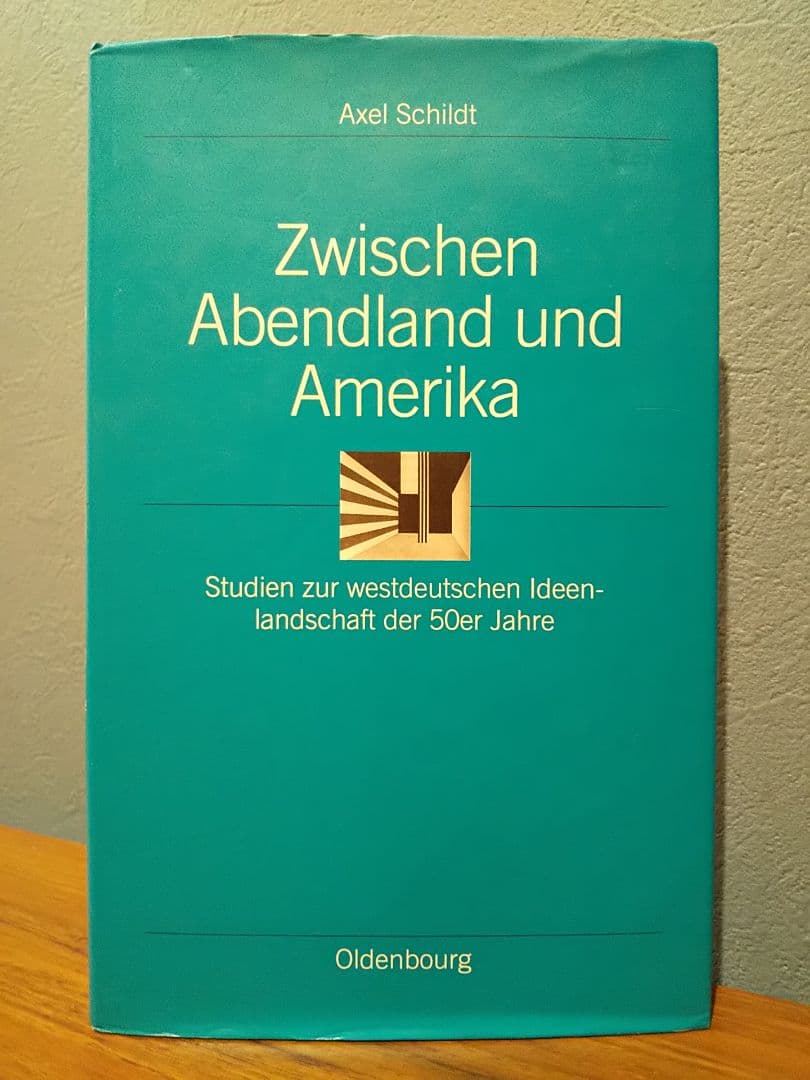 Axel Schildt
Zwischen
Abendland und
Amerika
Studien zur westdeutschen Ideen-
landschaft der 50er Jahre
Oldenbourg